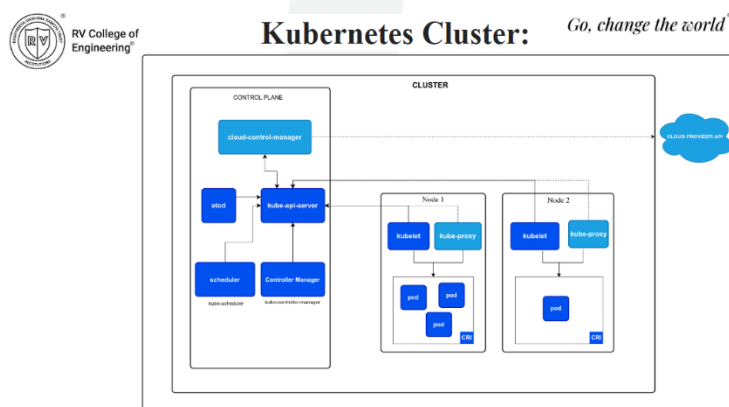 RV College of
Engineering®
Kubernetes Cluster:
Go, change the world
CLUSTER
CONTROL PLANE
cloud-control-manager
CLOUD PROVIDER API
etcd
kube-api-server
scheduler
kube-scheduler
Controller Manager
kube-controller-manager
Node 1
kubelet
kube-proxy
pod
pod
pod
CRI
Node 2
kubelet
kube-proxy
pod
CRI